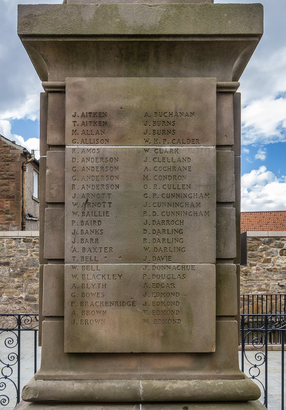 J. AITKEN
T. AITKEN
M. ALLAN
G. ALLISON
T. AMOS
D. ANDERSON
G. ANDERSON
G. ANDERSON
R. ANDERSON
J. ARNOTT
W. ARNOTT
W. BAILLIE
P. BAIRD
J. BANKS
J. BARR
A. BAXTER
T. BELL
W. BELL
W. BLACKLEY
A. BLYTH
G. BOWES
F. BRACKENRIDGE
A. BROWN
J. BROWN
A. BUCHANAN
J. BURNS
J. BURNS
W. H. F. CALDER
W. CLARK
J. CLELLAND
A. COCHRANE
M. CONDRON
O. R. CULLEN
G. F. CUNNINGHAM
J. CUNNINGHAM
R. D. CUNNINGHAM
J. DARROCH
D. DARLING
R. DARLING
W. DARLING
J. DAVIE
J. DONNACHUE
F. DOUGLAS
A. EDGAR
J. EDMOND
J. EDMOND
T. EDMOND
W. EDMOND